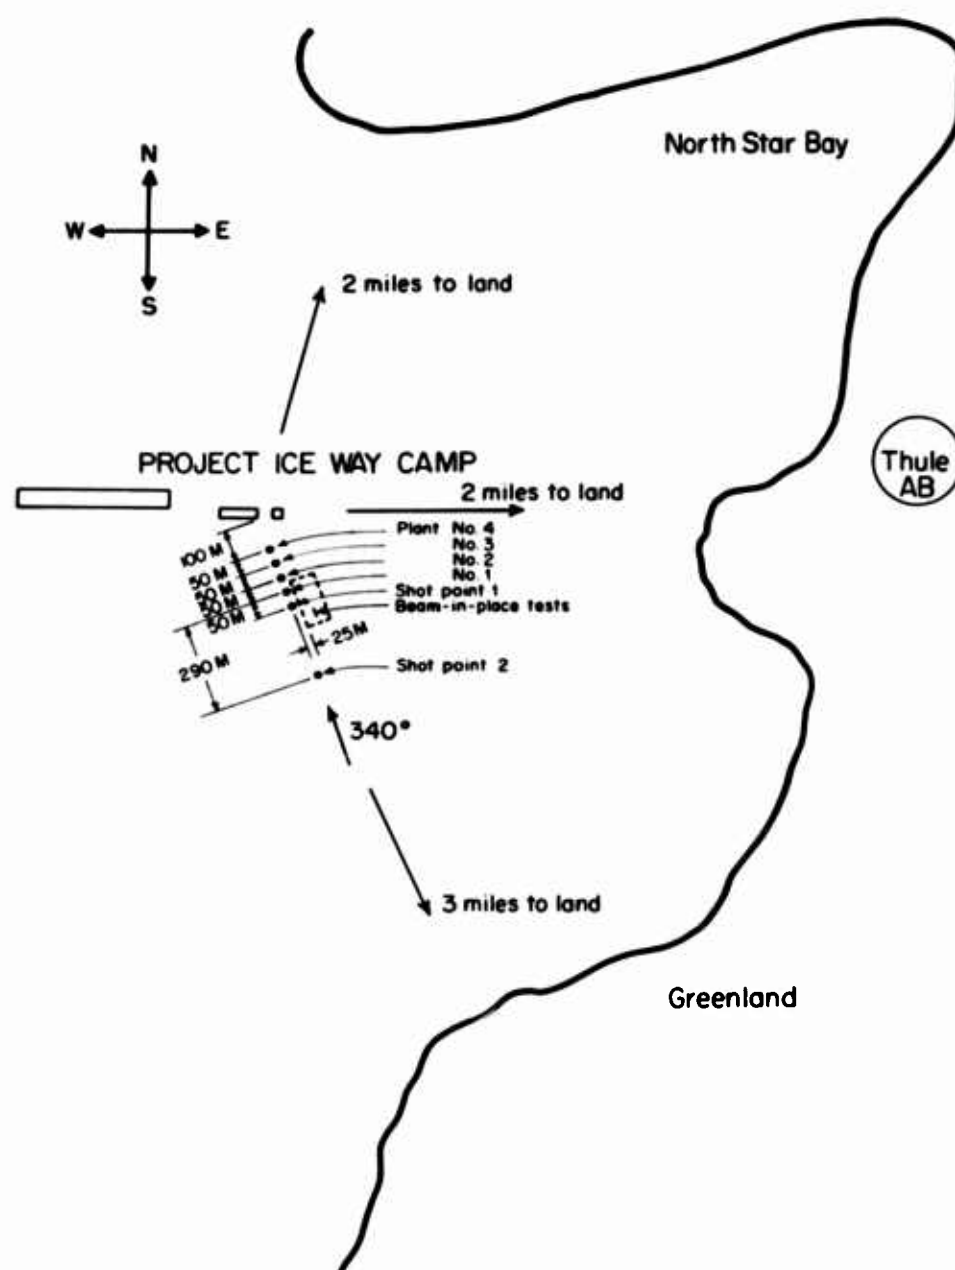 North Star Bay
N
W E
S
2 miles to land
PROJECT ICE WAY CAMP
Thule
AB
2 miles to land
Plant No. 4
No. 3
No. 2
No. 1
Shot point 1
Beam-in-place tests
100 M
50 M
50 M
100 M
50 M
25 M
290 M
Shot point 2
340°
3 miles to land
Greenland